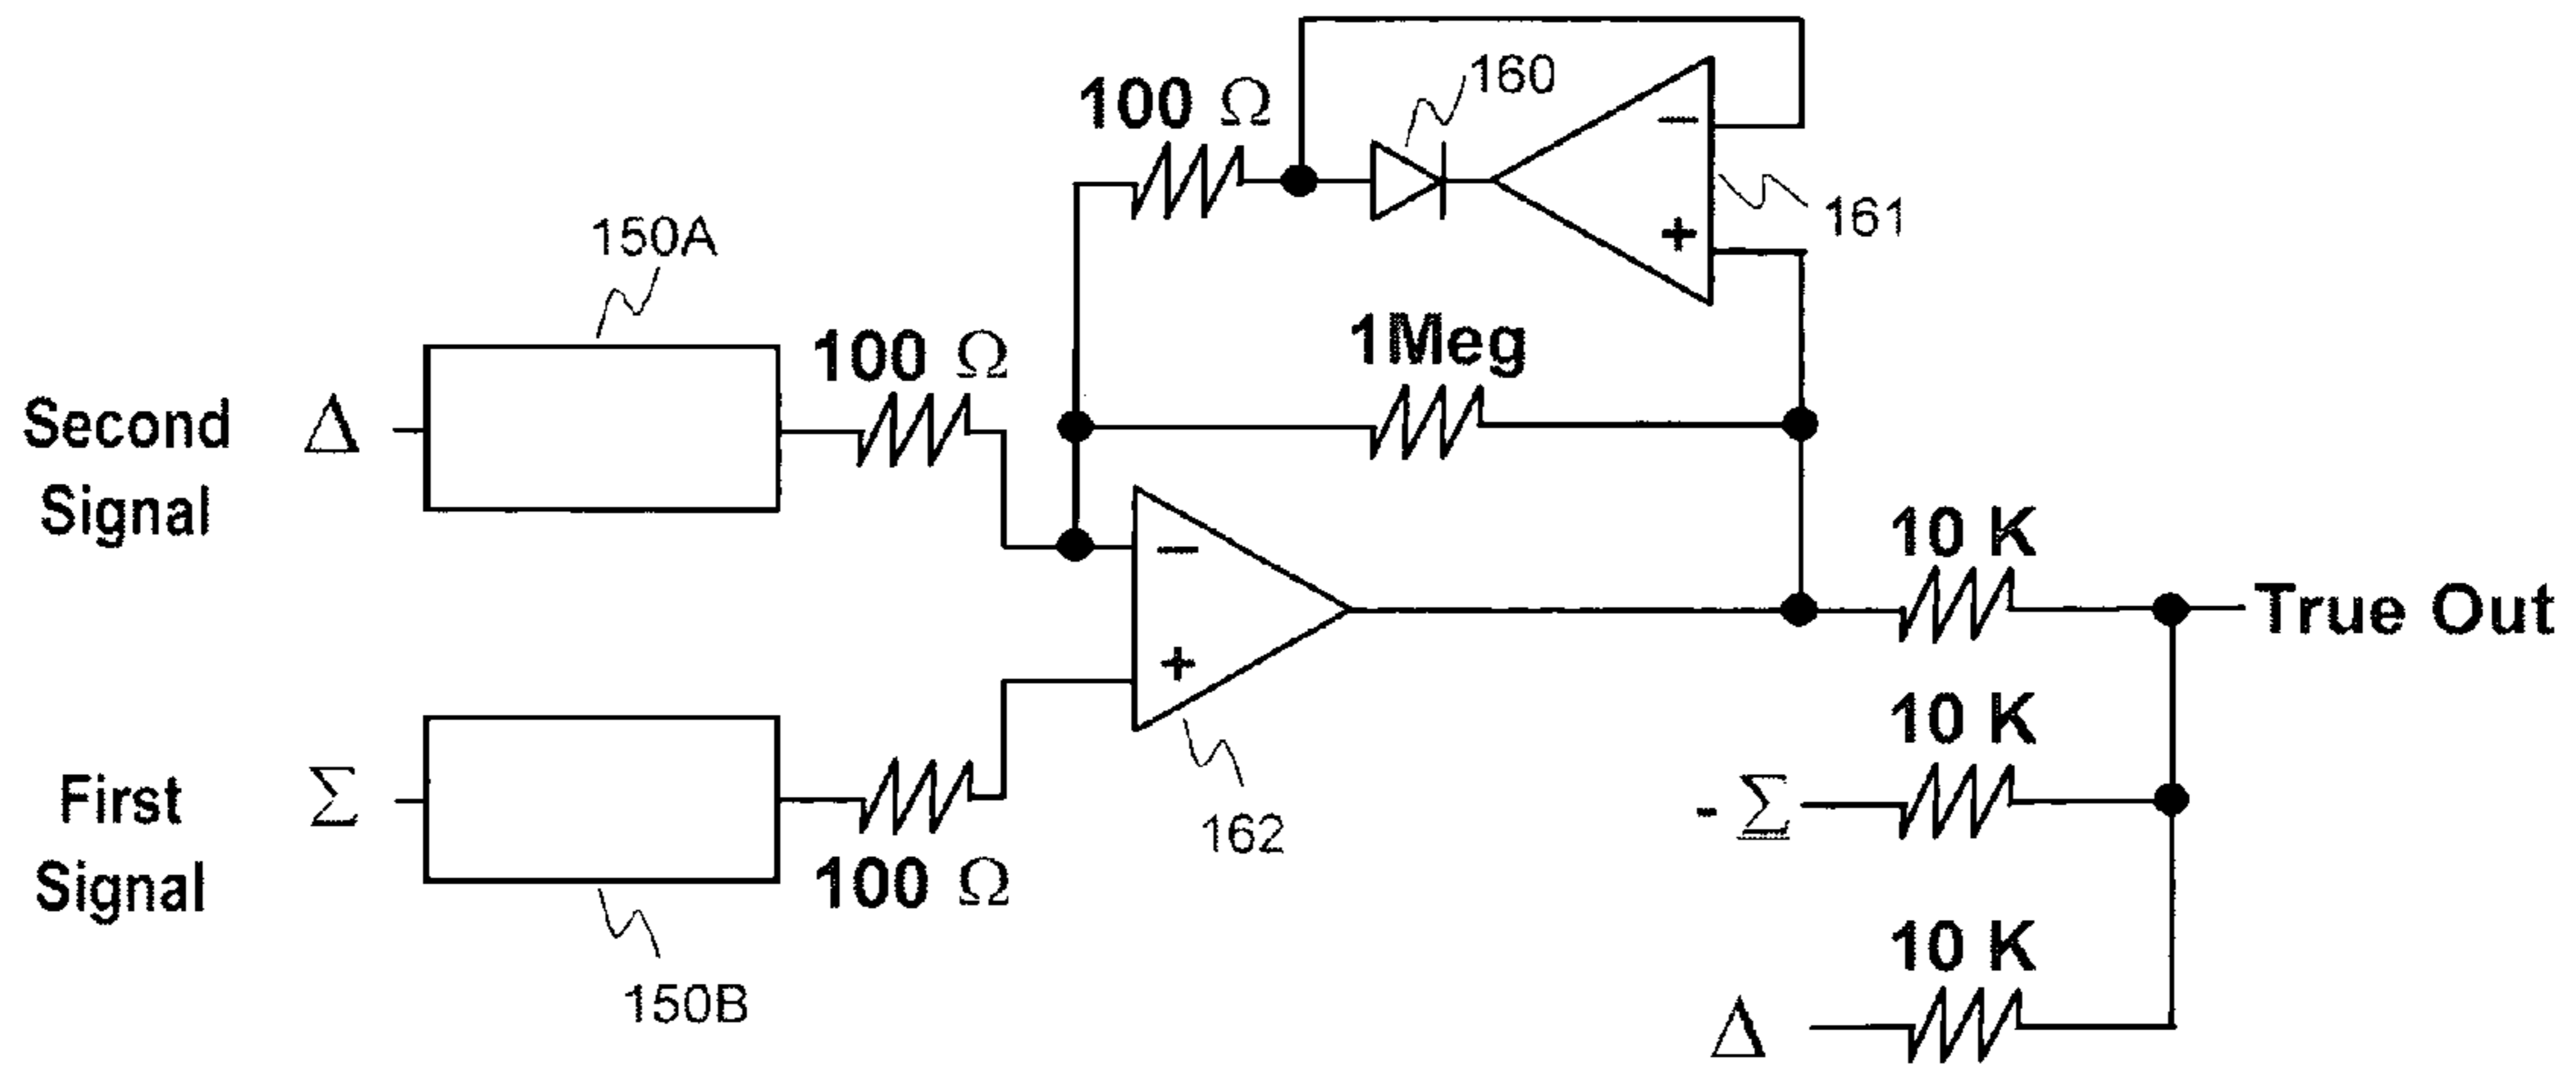 100 Ω
160
−
+
161
150A
100 Ω
1Meg
Second
Signal
Δ
−
+
10 K
True Out
162
First
Signal
Σ
100 Ω
150B
10 K
- Σ
10 K
Δ